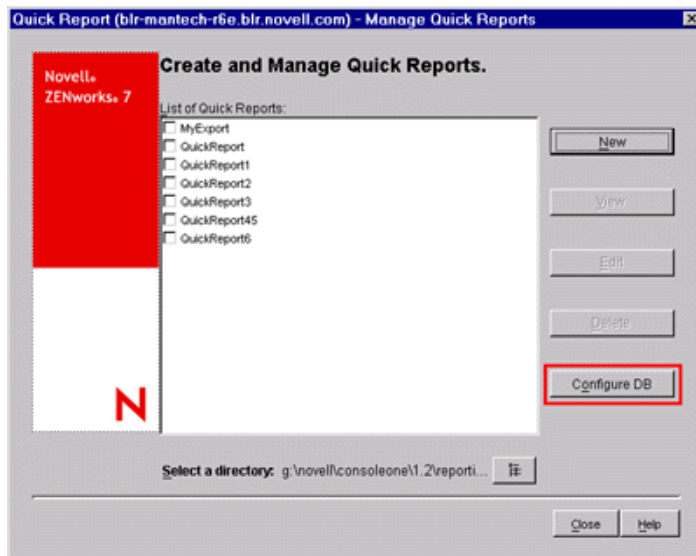 Quick Report (blr-mantech-r6e.blr.novell.com) - Manage Quick Reports
Novell®
ZENworks® 7
Create and Manage Quick Reports.
List of Quick Reports:
MyExport
QuickReport
QuickReport1
QuickReport2
QuickReport3
QuickReport45
QuickReport6
New
View
Edit
Delete
Configure DB
N
Select a directory: g:\novell\consoleone\1.2\reporti...
Close
Help